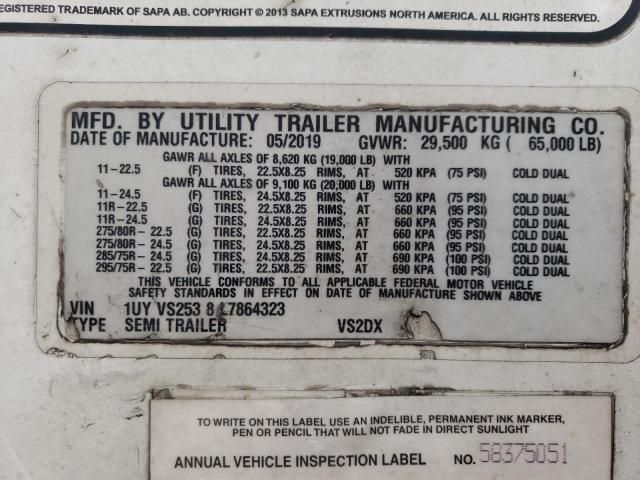 EGISTERED TRADEMARK OF SAPA AB. COPYRIGHT © 2013 SAPA EXTRUSIONS NORTH AMERICA. ALL RIGHTS RESERVED.
MFD. BY UTILITY TRAILER MANUFACTURING CO.
DATE OF MANUFACTURE: 05/2019 GVWR: 29,500 KG ( 65,000 LB)
GAWR ALL AXLES OF 8,620 KG (19,000 LB) WITH
11-22.5 (F) TIRES, 22.5X8.25 RIMS, AT 520 KPA (75 PSI) COLD DUAL
GAWR ALL AXLES OF 9,100 KG (20,000 LB) WITH
11-24.5 (F) TIRES, 24.5X8.25 RIMS, AT 520 KPA (75 PSI) COLD DUAL
11R-22.5 (G) TIRES, 22.5X8.25 RIMS, AT 660 KPA (95 PSI) COLD DUAL
11R-24.5 (G) TIRES, 24.5X8.25 RIMS, AT 660 KPA (95 PSI) COLD DUAL
275/80R-22.5 (G) TIRES, 22.5X8.25 RIMS, AT 660 KPA (95 PSI) COLD DUAL
275/80R-24.5 (G) TIRES, 24.5X8.25 RIMS, AT 660 KPA (95 PSI) COLD DUAL
285/75R-24.5 (G) TIRES, 24.5X8.25 RIMS, AT 690 KPA (100 PSI) COLD DUAL
295/75R-22.5 (G) TIRES, 22.5X8.25 RIMS, AT 690 KPA (100 PSI) COLD DUAL
THIS VEHICLE CONFORMS TO ALL APPLICABLE FEDERAL MOTOR VEHICLE
SAFETY STANDARDS IN EFFECT ON DATE OF MANUFACTURE SHOWN ABOVE
VIN 1UY VS253 8 L7864323
TYPE SEMI TRAILER VS2DX
TO WRITE ON THIS LABEL USE AN INDELIBLE, PERMANENT INK MARKER,
PEN OR PENCIL THAT WILL NOT FADE IN DIRECT SUNLIGHT
ANNUAL VEHICLE INSPECTION LABEL NO. 58375051